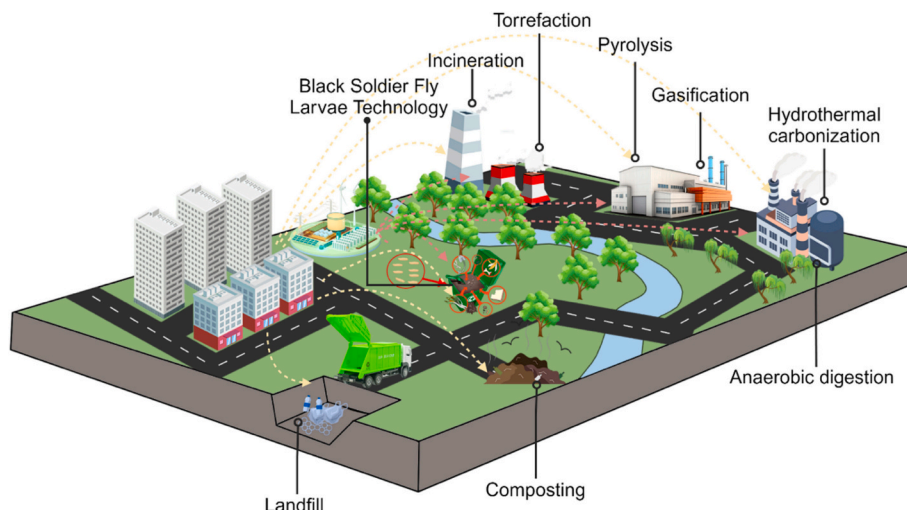 Torrefaction
Incineration
Pyrolysis
Black Soldier Fly
Larvae Technology
Gasification
Hydrothermal
carbonization
Anaerobic digestion
Composting
Landfill